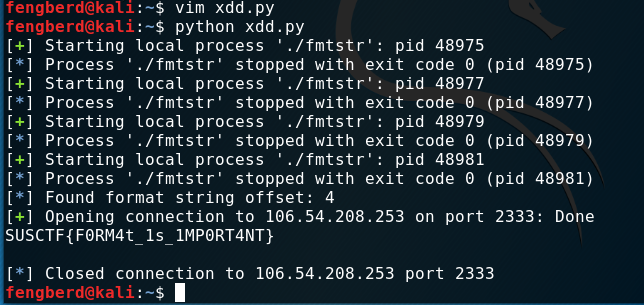 fengberd@kali:~$ vim xdd.py
fengberd@kali:~$ python xdd.py
[+] Starting local process './fmtstr': pid 48975
[*] Process './fmtstr' stopped with exit code 0 (pid 48975)
[+] Starting local process './fmtstr': pid 48977
[*] Process './fmtstr' stopped with exit code 0 (pid 48977)
[+] Starting local process './fmtstr': pid 48979
[*] Process './fmtstr' stopped with exit code 0 (pid 48979)
[+] Starting local process './fmtstr': pid 48981
[*] Process './fmtstr' stopped with exit code 0 (pid 48981)
[*] Found format string offset: 4
[+] Opening connection to 106.54.208.253 on port 2333: Done
SUSCTF{F0RM4t_1s_1MP0RT4NT}
[*] Closed connection to 106.54.208.253 port 2333
fengberd@kali:~$